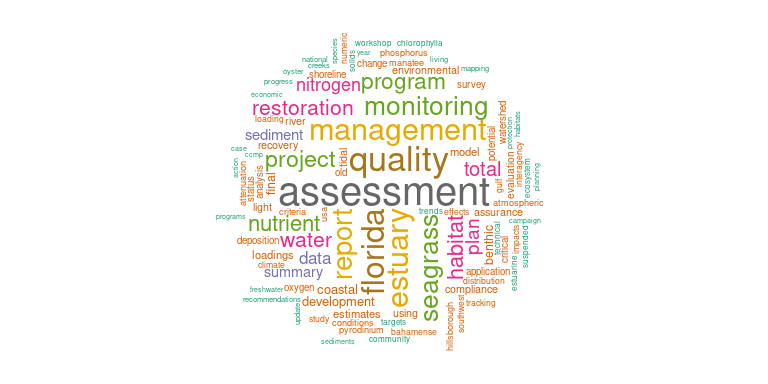 workshop chlorophylla
numeric
species
year
phosphorus
national
creeks
solids
change manatee living
oyster
shoreline
environmental mapping
progress
nitrogen program survey
economic
restoration monitoring
loading river
watershed
habitats
protection
sediment management potential
recovery
case ccmp
project tidal quality model
interagency
evaluation
ecosystem
action
attenuation
status
analysis
final
old
total
gulf
planning
assessment
light criteria usa
atmospheric
programs
trends effects assurance campaign
nutrient
report
florida
estuary
seagrass
habitat
plan
benthic
technical
critical
impacts
suspended
estuarine
deposition water
loadings data
climate
summary
application
distribution
freshwater oxygen coastal compliance
recommendations
development tracking
updated
estimates using
study conditions targets
pyrodinium bahamense
hillsborough
southwest
sediments community